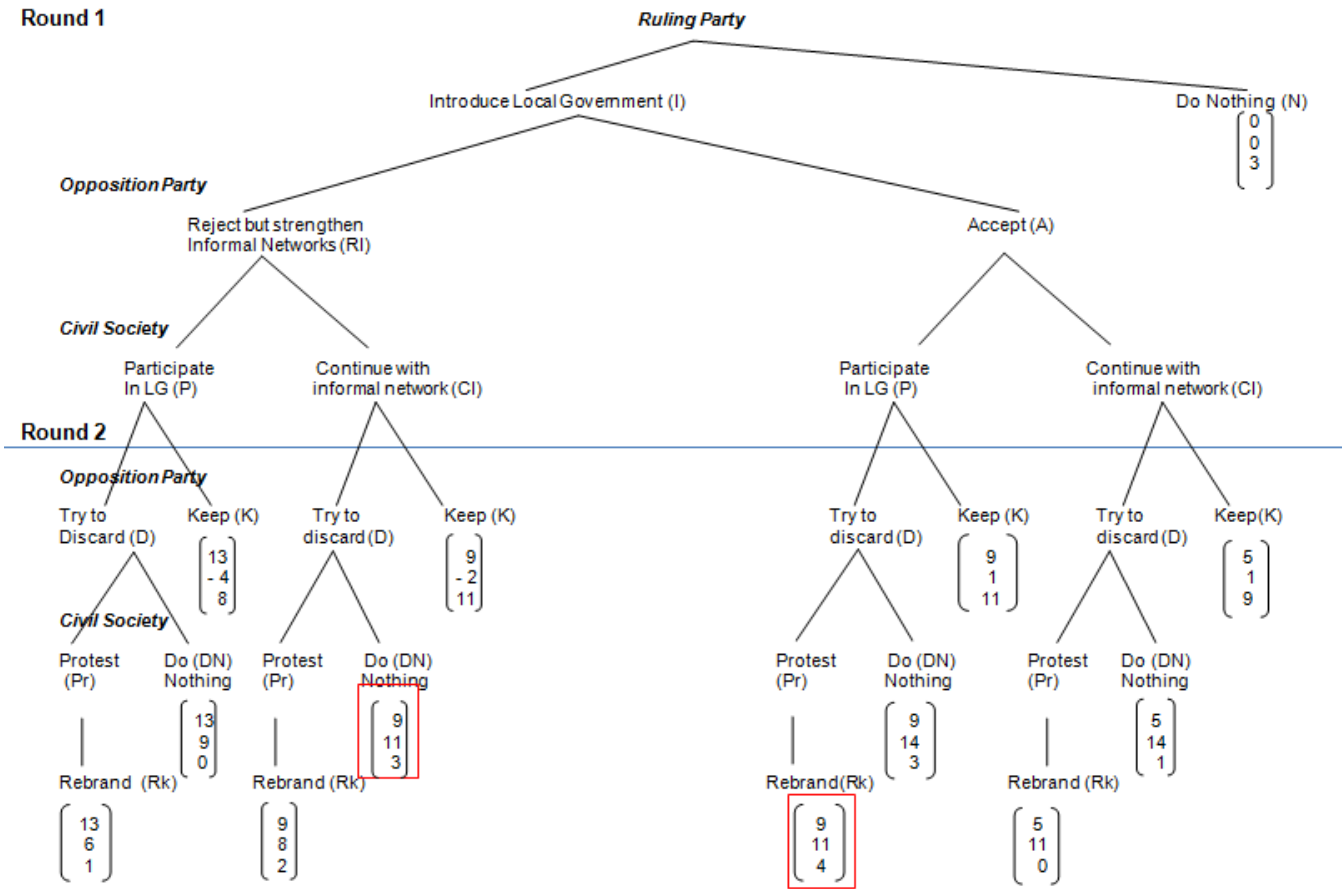 Round 1
Ruling Party
Introduce Local Government (I)
Do Nothing (N)
0
0
3
Opposition Party
Reject but strengthen
Informal Networks (RI)
Accept (A)
Civil Society
Participate
In LG (P)
Continue with
informal network (CI)
Participate
In LG (P)
Continue with
informal network (CI)
Round 2
Opposition Party
Try to
Discard (D)
Keep (K)
13
- 4
8
Try to
discard (D)
Keep (K)
9
- 2
11
Try to
discard (D)
Keep (K)
9
1
11
Try to
discard (D)
Keep(K)
5
1
9
Civil Society
Protest
(Pr)
Do (DN)
Nothing
13
9
0
Protest
(Pr)
Do (DN)
Nothing
9
11
3
Protest
(Pr)
Do (DN)
Nothing
9
14
3
Protest
(Pr)
Do (DN)
Nothing
5
14
1
Rebrand (Rk)
13
6
1
Rebrand (Rk)
9
8
2
Rebrand(Rk)
9
11
4
Rebrand (Rk)
5
11
0